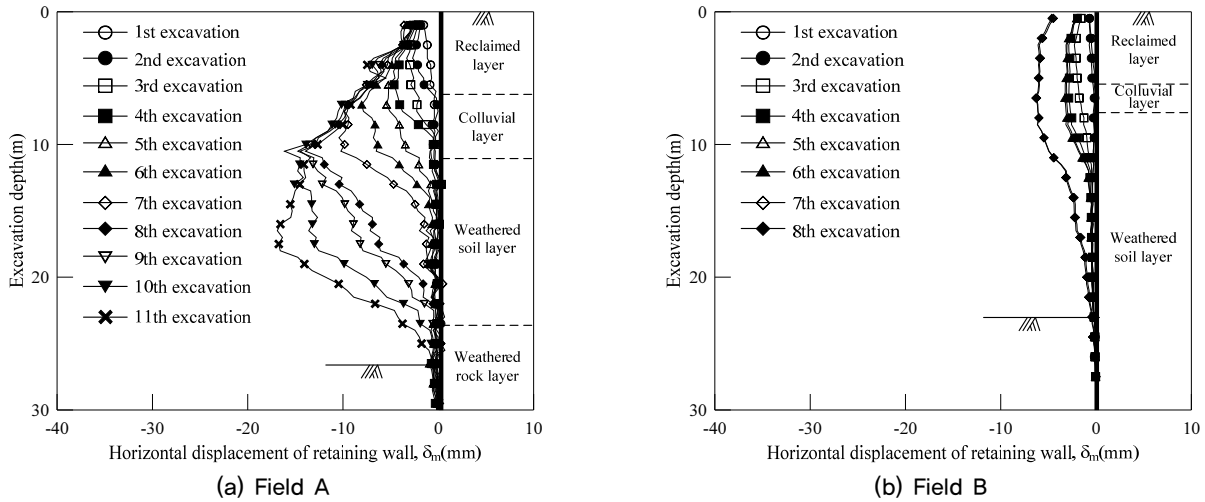 0
10
20
30
-40
-30
-20
-10
0
10
Excavation depth(m)
Horizontal displacement of retaining wall, δm(mm)
1st excavation
2nd excavation
3rd excavation
4th excavation
5th excavation
6th excavation
7th excavation
8th excavation
9th excavation
10th excavation
11th excavation
Reclaimed
layer
Colluvial
layer
Weathered
soil layer
Weathered
rock layer
(a) Field A
0
10
20
30
-40
-30
-20
-10
0
10
Excavation depth(m)
Horizontal displacement of retaining wall, δm(mm)
1st excavation
2nd excavation
3rd excavation
4th excavation
5th excavation
6th excavation
7th excavation
8th excavation
Reclaimed
layer
Colluvial
layer
Weathered
soil layer
(b) Field B